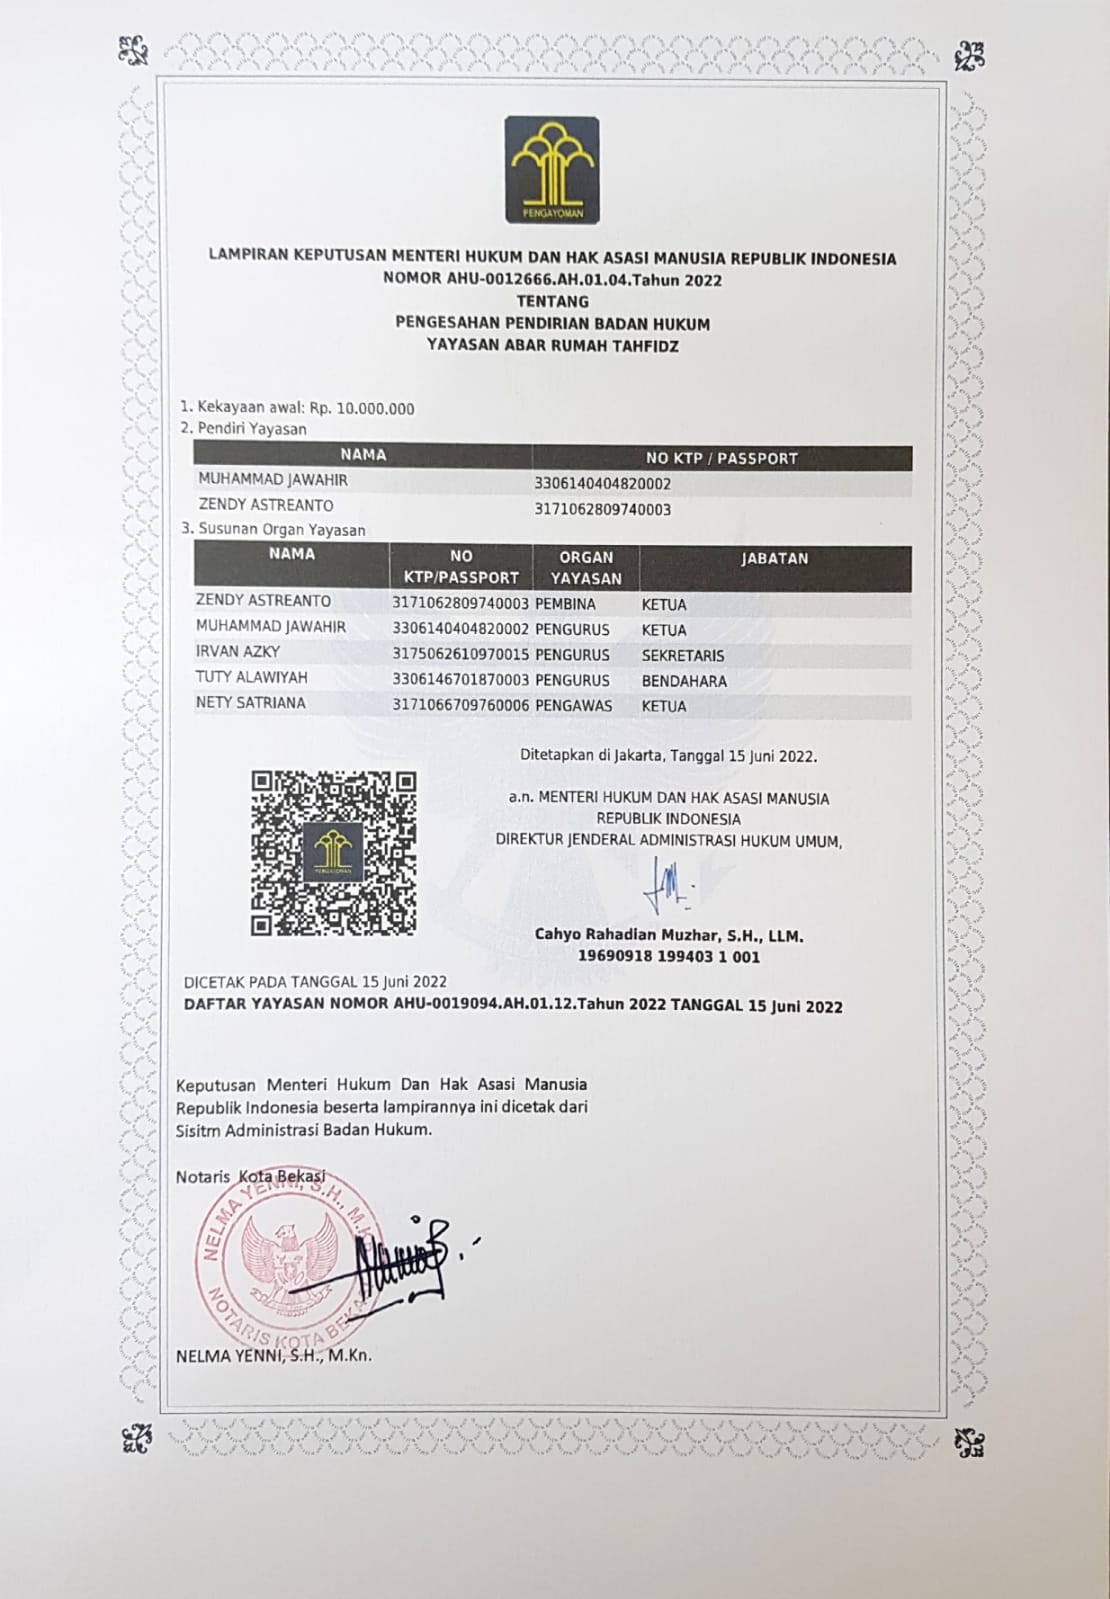 PENGAYOMAN
LAMPIRAN KEPUTUSAN MENTERI HUKUM DAN HAK ASASI MANUSIA REPUBLIK INDONESIA
NOMOR AHU-0012666.AH.01.04.Tahun 2022
TENTANG
PENGESAHAN PENDIRIAN BADAN HUKUM
YAYASAN ABAR RUMAH TAHFIDZ
1. Kekayaan awal: Rp. 10.000.000
2. Pendiri Yayasan
NAMA NO KTP / PASSPORT
MUHAMMAD JAWAHIR 3306140404820002
ZENDY ASTREANTO 3171062809740003
3. Susunan Organ Yayasan
NAMA NO ORGAN JABATAN
KTP/PASSPORT YAYASAN
ZENDY ASTREANTO 3171062809740003 PEMBINA KETUA
MUHAMMAD JAWAHIR 3306140404820002 PENGURUS KETUA
IRVAN AZKY 3175062610970015 PENGURUS SEKRETARIS
TUTY ALAWIYAH 3306146701870003 PENGURUS BENDAHARA
NETY SATRIANA 3171066709760006 PENGAWAS KETUA
Ditetapkan di Jakarta, Tanggal 15 Juni 2022.
a.n. MENTERI HUKUM DAN HAK ASASI MANUSIA
REPUBLIK INDONESIA
DIREKTUR JENDERAL ADMINISTRASI HUKUM UMUM,
PENGAYOMAN
Cahyo Rahadian Muzhar, S.H., LLM.
19690918 199403 1 001
DICETAK PADA TANGGAL 15 Juni 2022
DAFTAR YAYASAN NOMOR AHU-0019094.AH.01.12.Tahun 2022 TANGGAL 15 Juni 2022
Keputusan Menteri Hukum Dan Hak Asasi Manusia
Republik Indonesia beserta lampirannya ini dicetak dari
Sisitm Administrasi Badan Hukum.
Notaris Kota Bekasi
NELMA YENNI, S.H., M.Kn
NOTARIS KOTA BEKA
NELMA YENNI, S.H., M.Kn.